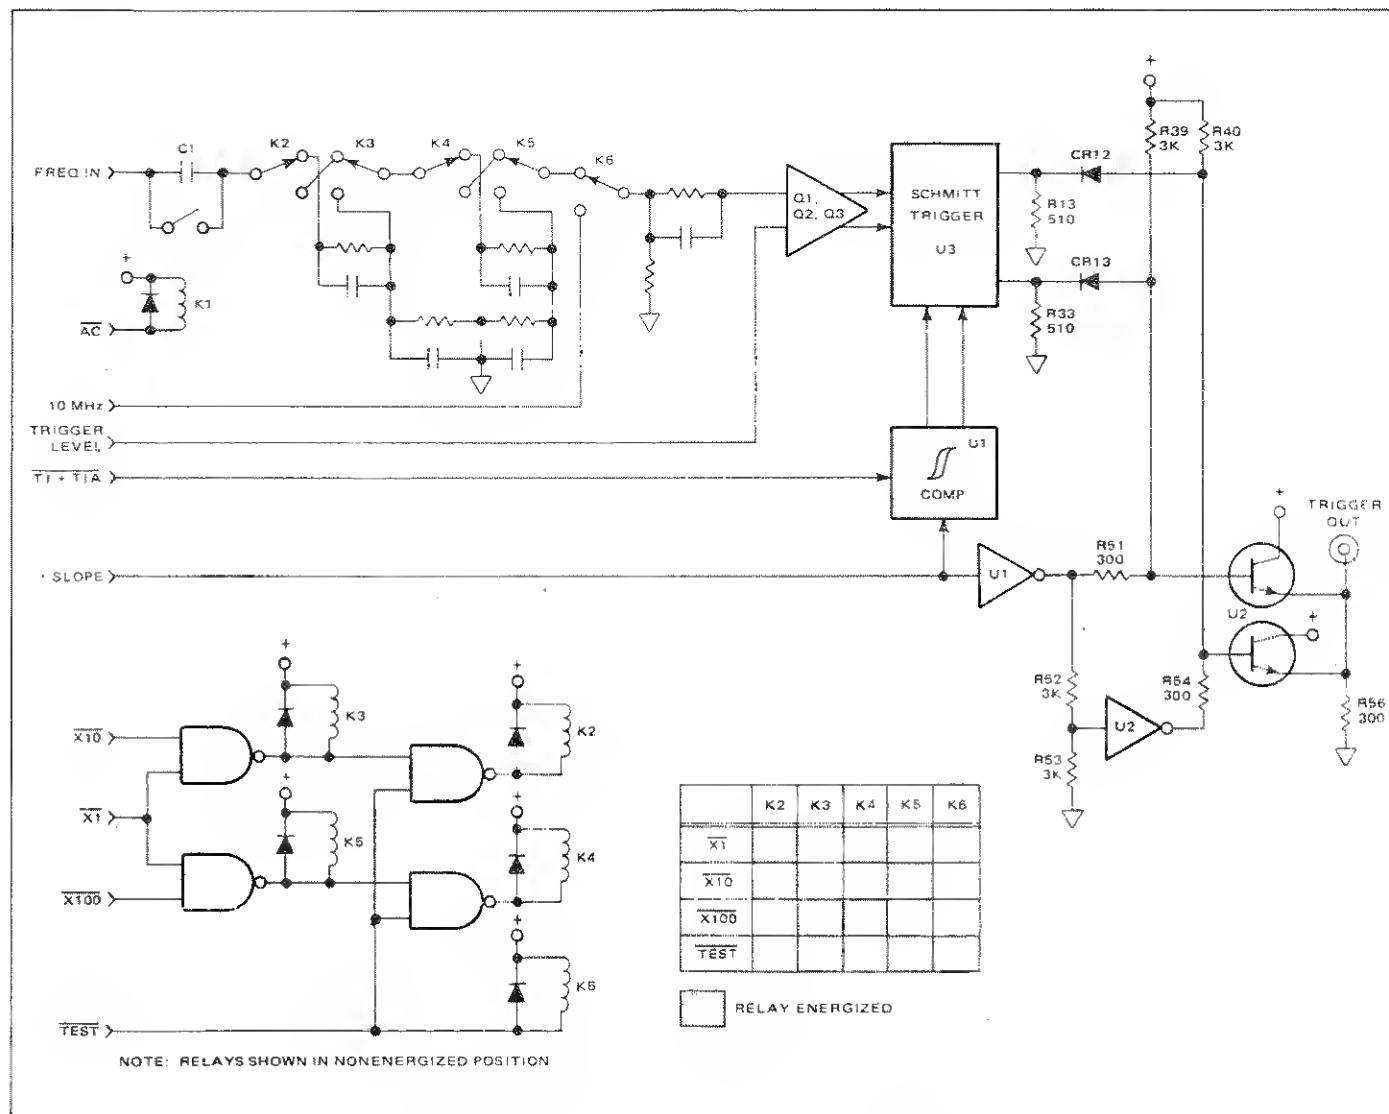 FREQ IN
C1
K2
K3
K4
K5
K6
Q1,
Q2, Q3
SCHMITT
TRIGGER
U3
CR12
R13
510
CR13
R33
510
+
R39
3K
R40
3K
+
K1
AC
10 MHz
TRIGGER
LEVEL
TI + TIA
U1
COMP
SLOPE
U1
R51
300
+
TRIGGER
OUT
U2
+
R52
3K
R53
3K
U2
R54
300
R56
300
+
K3
+
K2
X10
X1
+
K5
+
K4
X100
+
K6
TEST
K2 K3 K4 K5 K6
X1
X10
X100
TEST
RELAY ENERGIZED
NOTE: RELAYS SHOWN IN NONENERGIZED POSITION